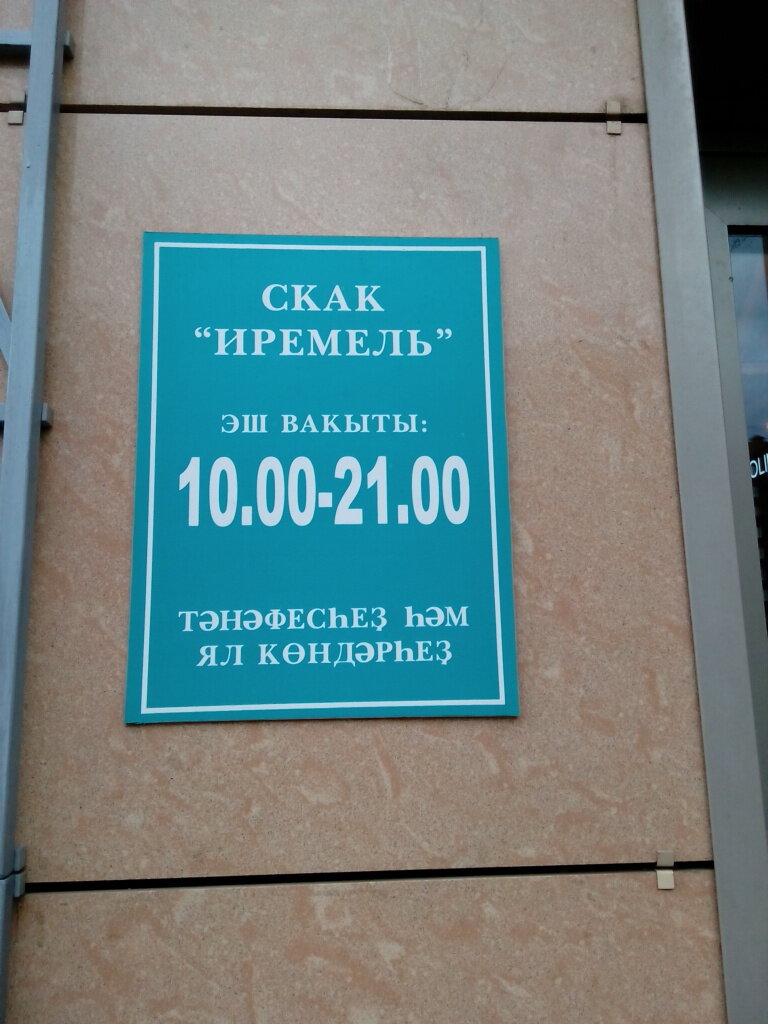 СКАК
“ИРЕМЕЛЬ”
ЭШ ВАКЫТЫ:
10.00-21.00
ТӘНӘФЕСҺЕҘ ҺӘМ
ЯЛ КӨНДӘРҺЕҘ